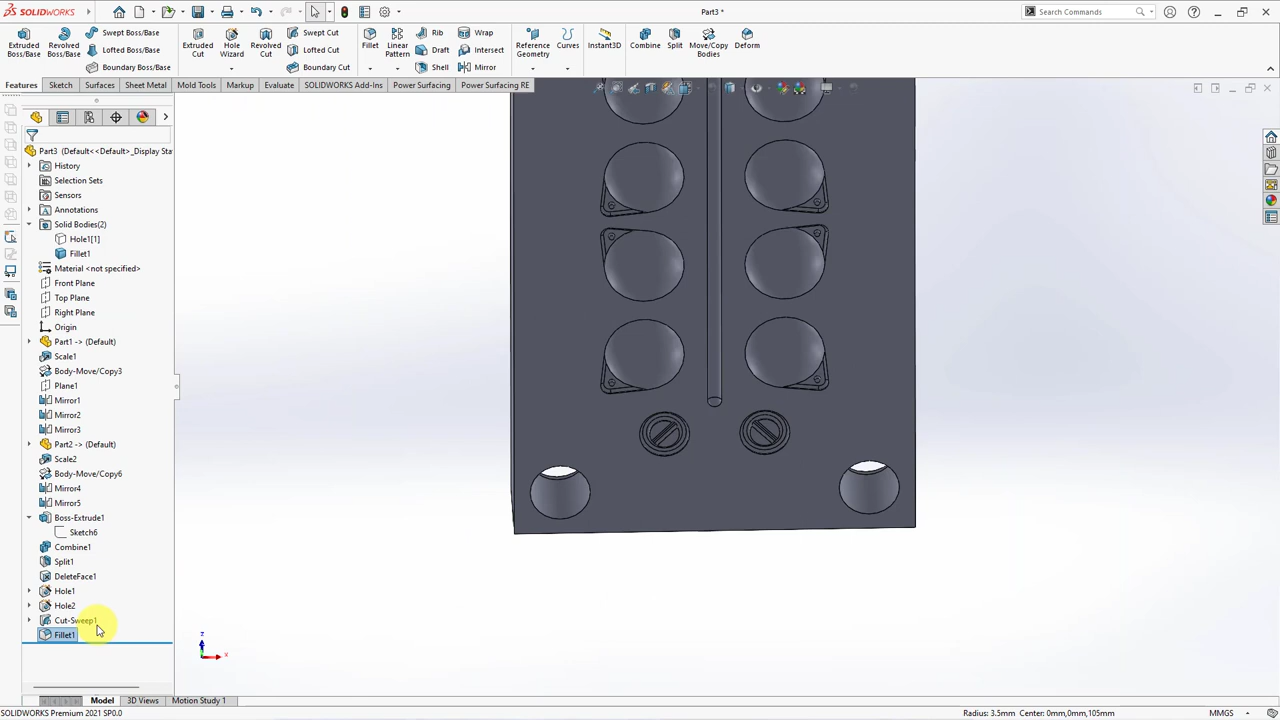 SOLIDWORKS
Part3 *
Search Commands
Extruded Boss/Base
Revolved Boss/Base
Swept Boss/Base
Lofted Boss/Base
Boundary Boss/Base
Extruded Cut
Hole Wizard
Revolved Cut
Swept Cut
Lofted Cut
Boundary Cut
Fillet
Linear Pattern
Rib
Draft
Shell
Wrap
Intersect
Mirror
Reference Geometry
Curves
Instant3D
Combine
Split
Move/Copy Bodies
Deform
Features
Sketch
Surfaces
Sheet Metal
Mold Tools
Markup
Evaluate
SOLIDWORKS Add-Ins
Power Surfacing
Power Surfacing RE
Part3 (Default<<Default>_Display Sta
History
Selection Sets
Sensors
Annotations
Solid Bodies(2)
Hole1[1]
Fillet1
Material <not specified>
Front Plane
Top Plane
Right Plane
Origin
Part1 -> (Default)
Scale1
Body-Move/Copy3
Plane1
Mirror1
Mirror2
Mirror3
Part2 -> (Default)
Scale2
Body-Move/Copy6
Mirror4
Mirror5
Boss-Extrude1
Sketch6
Combine1
Split1
DeleteFace1
Hole1
Hole2
Cut-Sweep1
Fillet1
z
x
Model
3D Views
Motion Study 1
SOLIDWORKS Premium 2021 SP0.0
Radius: 3.5mm Center: 0mm,0mm,105mm
MMGS